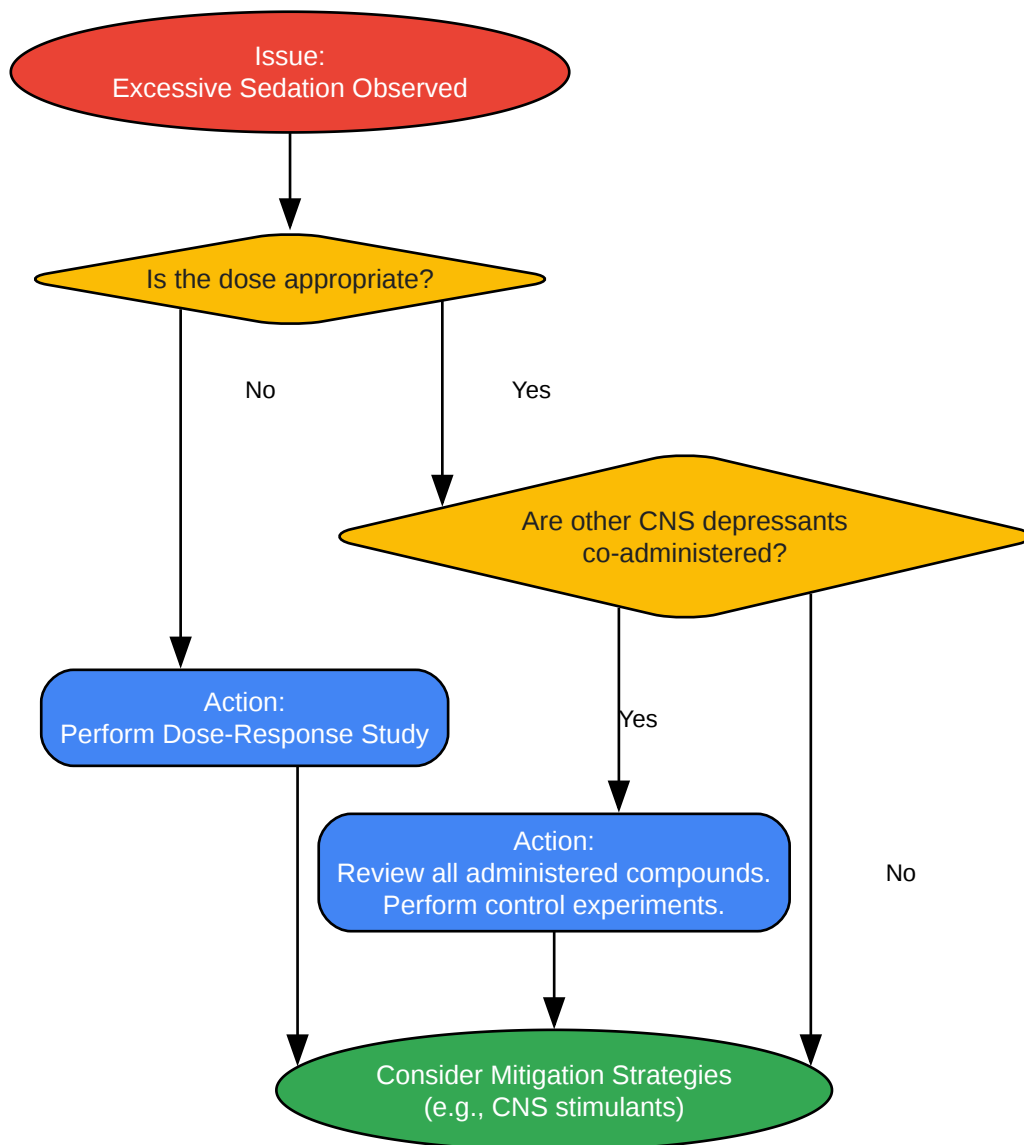 Issue:
Excessive Sedation Observed
Is the dose appropriate?
No
Yes
Are other CNS depressants
co-administered?
Action:
Perform Dose-Response Study
Yes
Action:
Review all administered compounds.
Perform control experiments.
No
Consider Mitigation Strategies
(e.g., CNS stimulants)